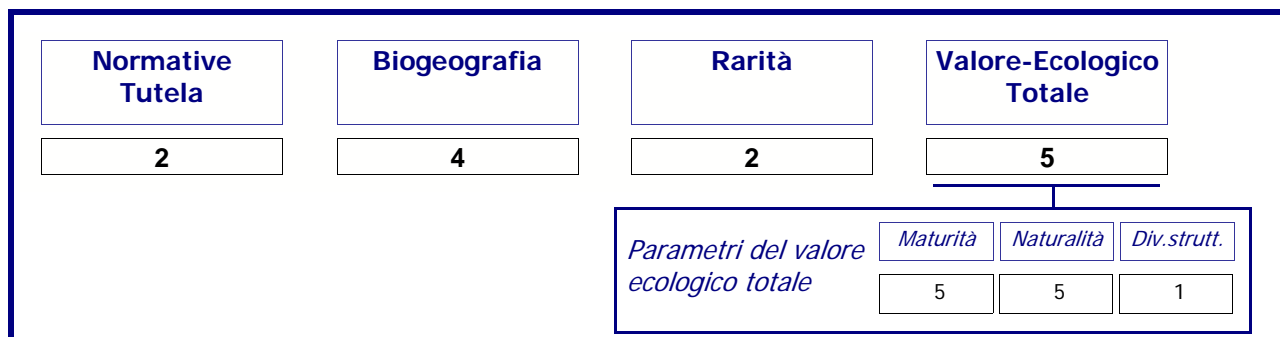 Normative
Tutela
Biogeografia
Rarità
Valore-Ecologico
Totale
2
4
2
5
Parametri del valore
ecologico totale
Maturità
Naturalità
Div.strutt.
5
5
1